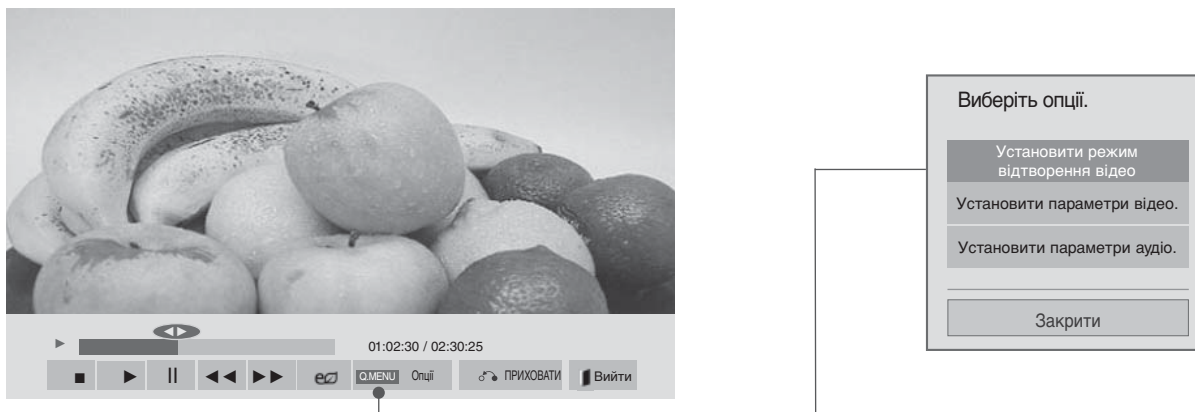 01:02:30 / 02:30:25
Q.MENU Опції
ПРИХОВАТИ
Вийти
Виберіть опції.
Установити режим
відтворення відео
Установити параметри відео.
Установити параметри аудіо.
Закрити